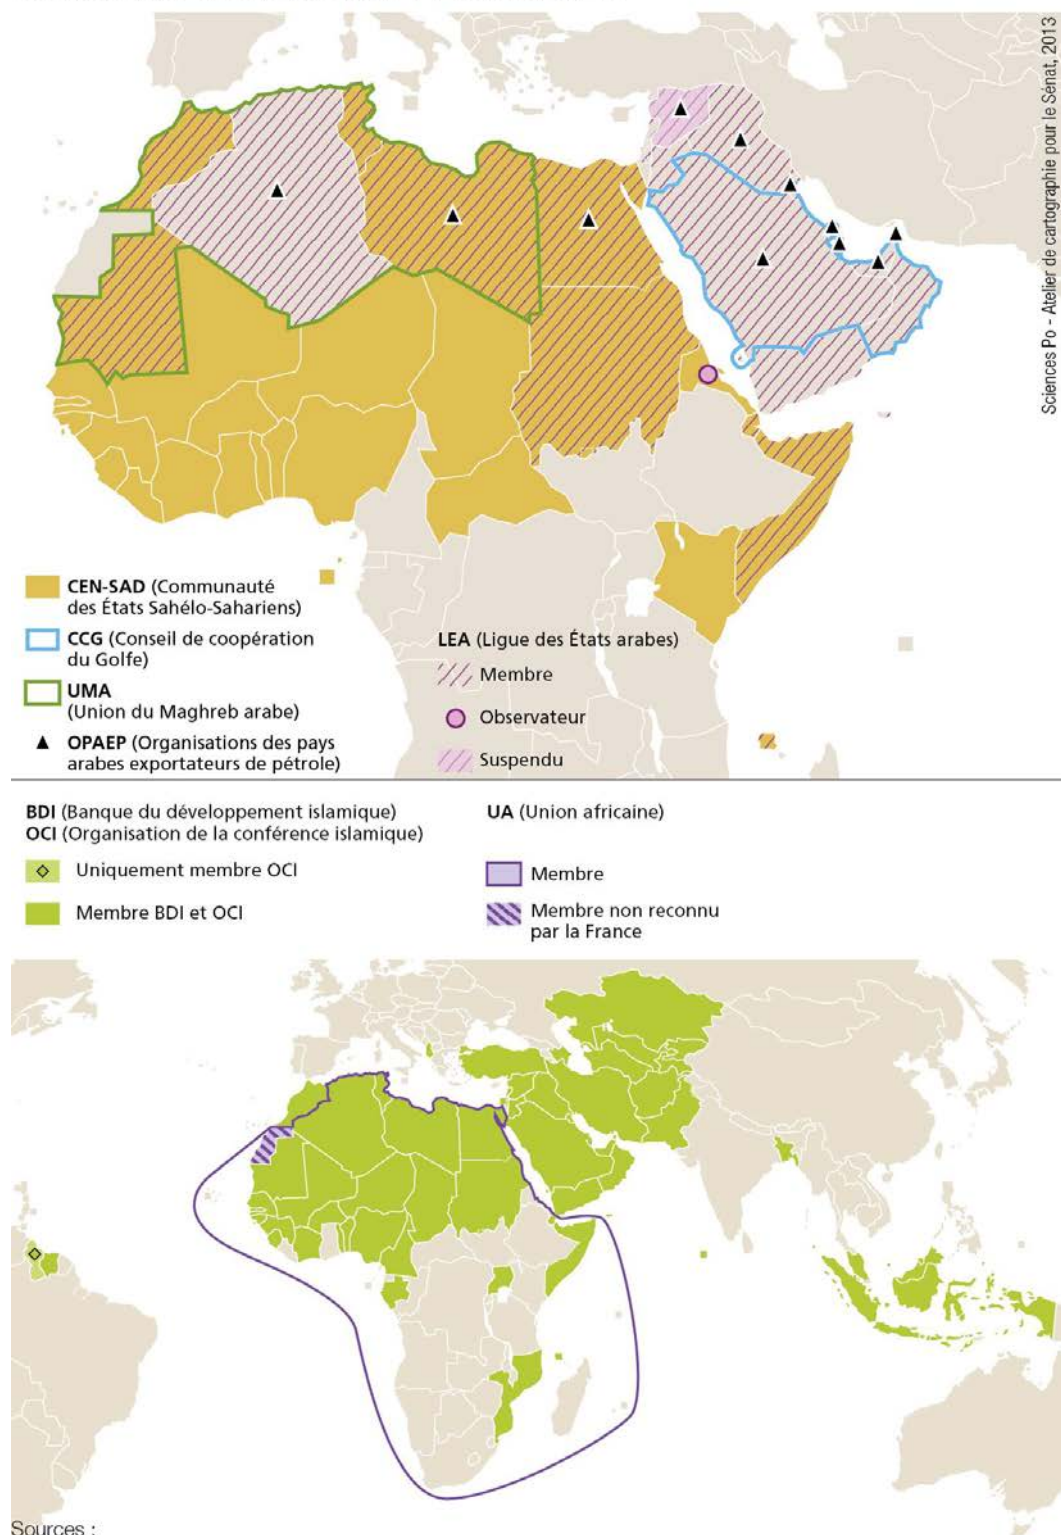 Sciences Po - Atelier de cartographie pour le Sénat, 2013
CEN-SAD (Communauté
des États Sahélo-Sahariens)
CCG (Conseil de coopération
du Golfe)
UMA
(Union du Maghreb arabe)
OPAEP (Organisations des pays
arabes exportateurs de pétrole)
LEA (Ligue des États arabes)
Membre
Observateur
Suspendu
BDI (Banque du développement islamique)
OCI (Organisation de la conférence islamique)
Uniquement membre OCI
Membre BDI et OCI
UA (Union africaine)
Membre
Membre non reconnu
par la France
Sources :